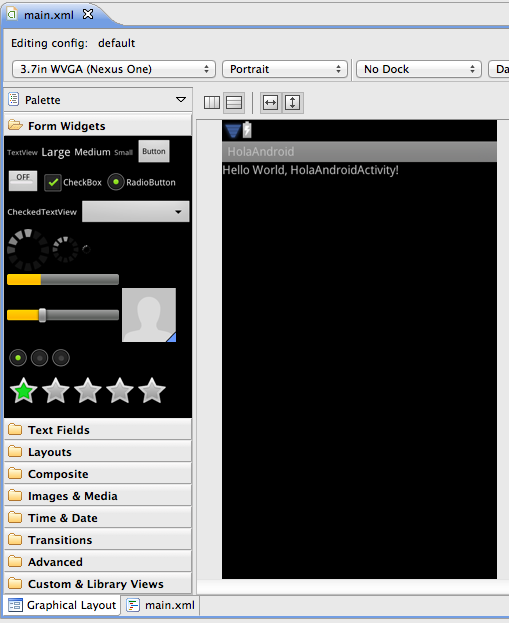 main.xml
Editing config: default
3.7in WVGA (Nexus One) Portrait No Dock Da
Palette
Form Widgets
TextView Large Medium Small Button
OFF CheckBox RadioButton
CheckedTextView
Text Fields
Layouts
Composite
Images & Media
Time & Date
Transitions
Advanced
Custom & Library Views
HolaAndroid
Hello World, HolaAndroidActivity!
Graphical Layout main.xml